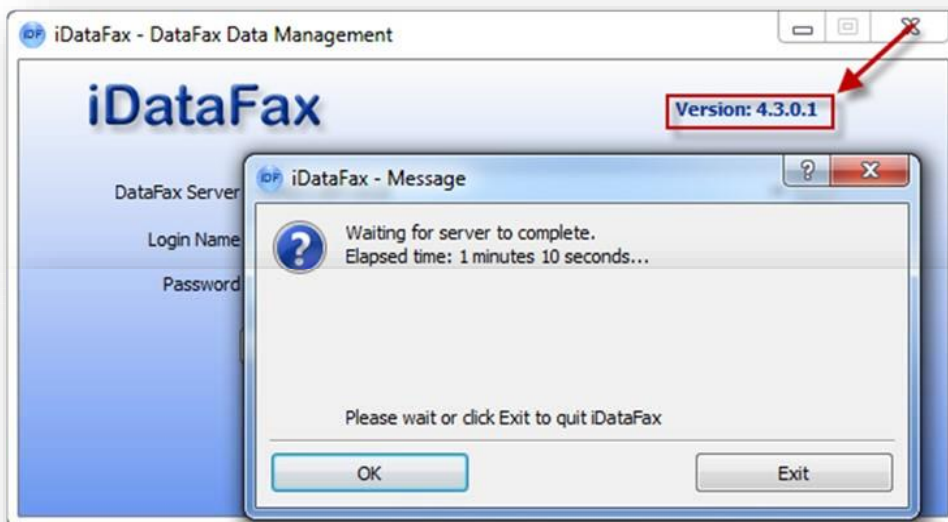 iDataFax - DataFax Data Management
iDataFax
Version: 4.3.0.1
DataFax Server
Login Name
Password
iDataFax - Message
Waiting for server to complete.
Elapsed time: 1 minutes 10 seconds...
Please wait or click Exit to quit iDataFax
OK
Exit